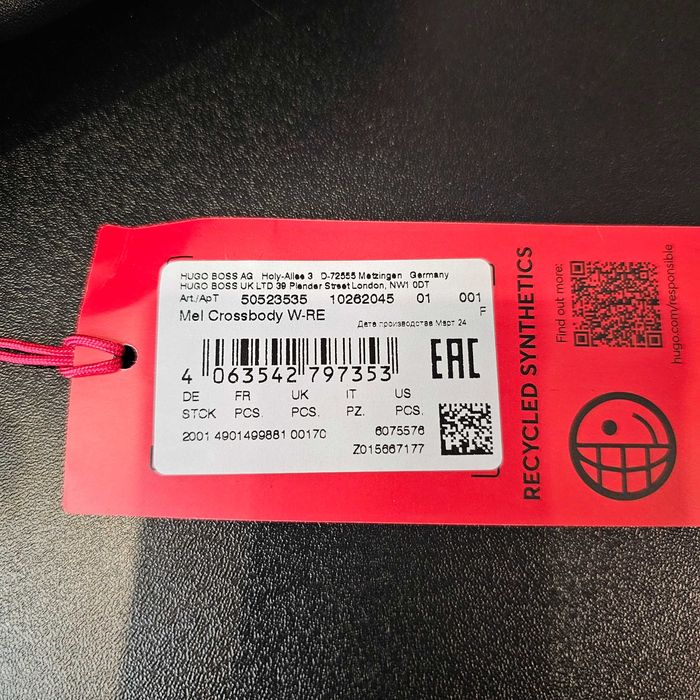 HUGO BOSS AG Holy-Allee 3 D-72555 Metzingen Germany
HUGO BOSS UK LTD 39 Plender Street London, NW1 0DT
Art./Арт 50523535 10262045 01 001
Mel Crossbody W-RE F
Дата производства Март 24
4 063542 797353
EAC
DE FR UK IT US
STCK PCS. PCS. PZ. PCS.
2001 4901499881 00170 6075576
Z015667177
RECYCLED SYNTHETICS
Find out more:
hugo.com/responsible